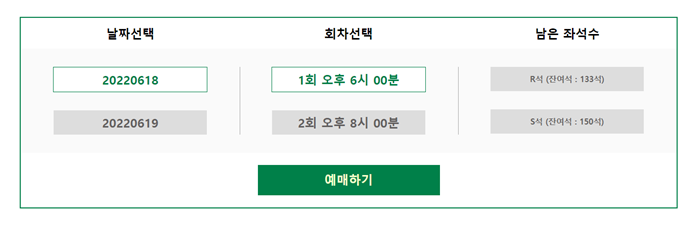 날짜선택
회차선택
남은 좌석수
20220618
1회 오후 6시 00분
R석 (잔여석 : 133석)
20220619
2회 오후 8시 00분
S석 (잔여석 : 150석)
예매하기